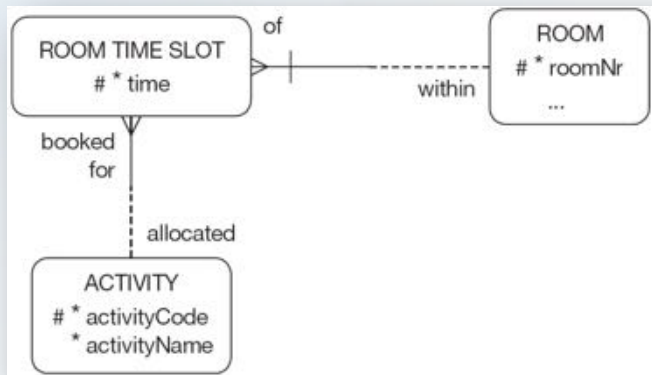 of
ROOM TIME SLOT
# * time
ROOM
# * roomNr
...
within
booked
for
allocated
ACTIVITY
# * activityCode
* activityName